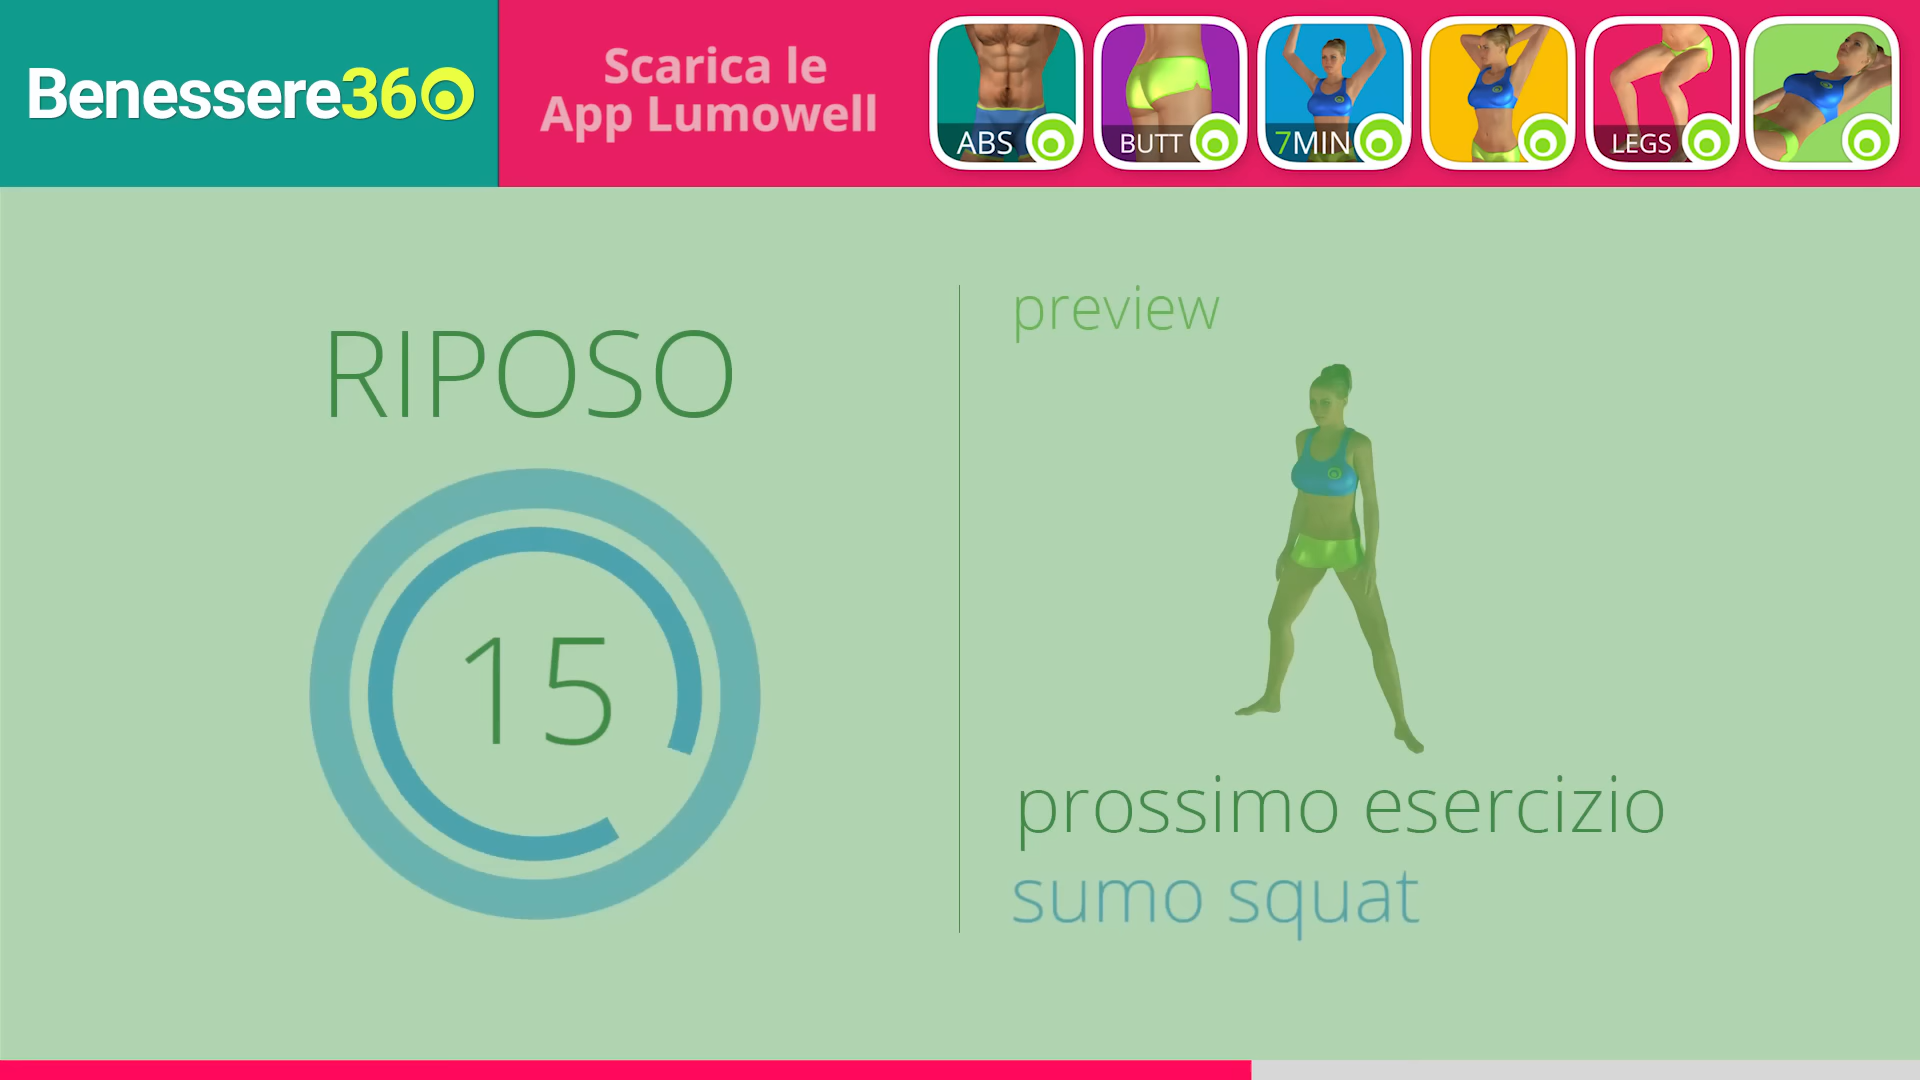 Benessere360
Scarica le
App Lumowell
ABS
BUTT
7MIN
LEGS
RIPOSO
15
preview
prossimo esercizio
sumo squat